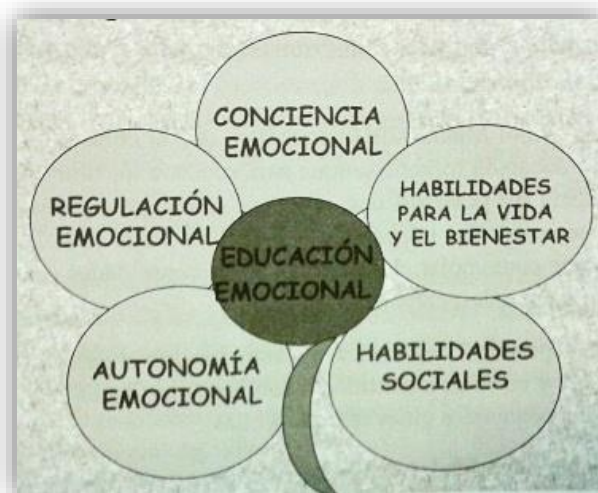 CONCIENCIA
EMOCIONAL
REGULACIÓN
EMOCIONAL
HABILIDADES
PARA LA VIDA
Y EL BIENESTAR
EDUCACIÓN
EMOCIONAL
AUTONOMÍA
EMOCIONAL
HABILIDADES
SOCIALES